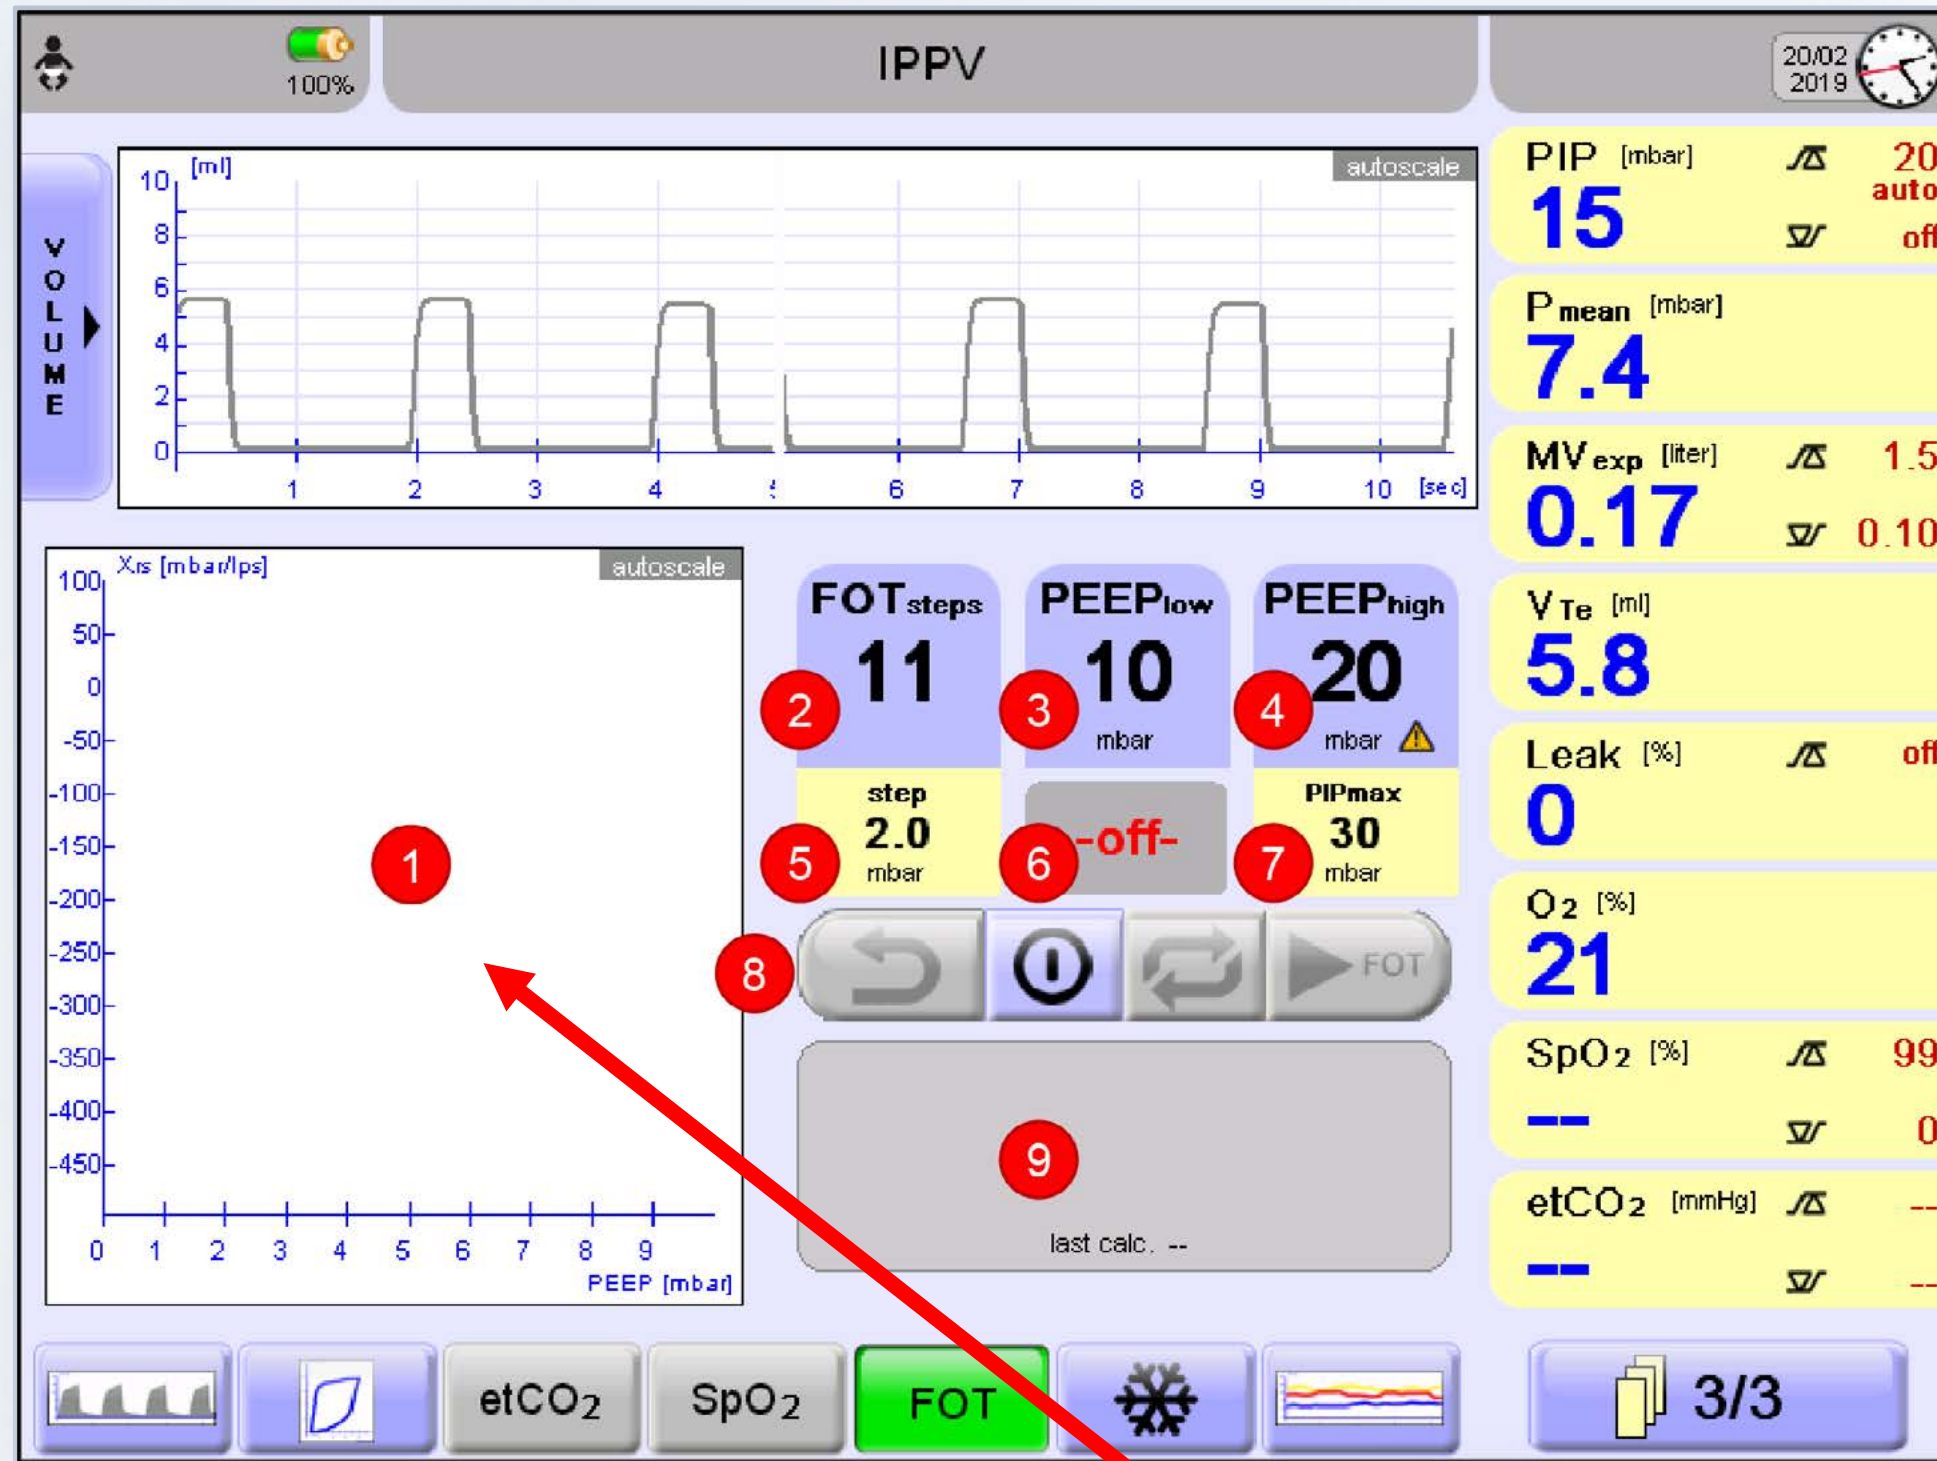 100%
IPPV
20/02
2019
VOLUME
[ml]
autoscale
10
8
6
4
2
0
1 2 3 4 6 7 8 9 10 [sec]
PIP [mbar] 20
auto
15
off
Pmean [mbar]
7.4
MVexp [liter] 1.5
0.17
0.10
VTe [ml]
5.8
Leak [%] off
0
O2 [%]
21
SpO2 [%] 99
--
0
etCO2 [mmHg] --
--
--
Xrs [mbar/lps]
autoscale
100
50
0
-50
-100
-150
-200
-250
-300
-350
-400
-450
0 1 2 3 4 5 6 7 8 9
PEEP [mbar]
1
FOTsteps
11
2
PEEPlow
10
3
mbar
PEEPhigh
20
4
mbar
step
2.0
5
mbar
-off-
6
PIPmax
30
7
mbar
8
FOT
9
last calc. --
etCO2
SpO2
FOT
3/3